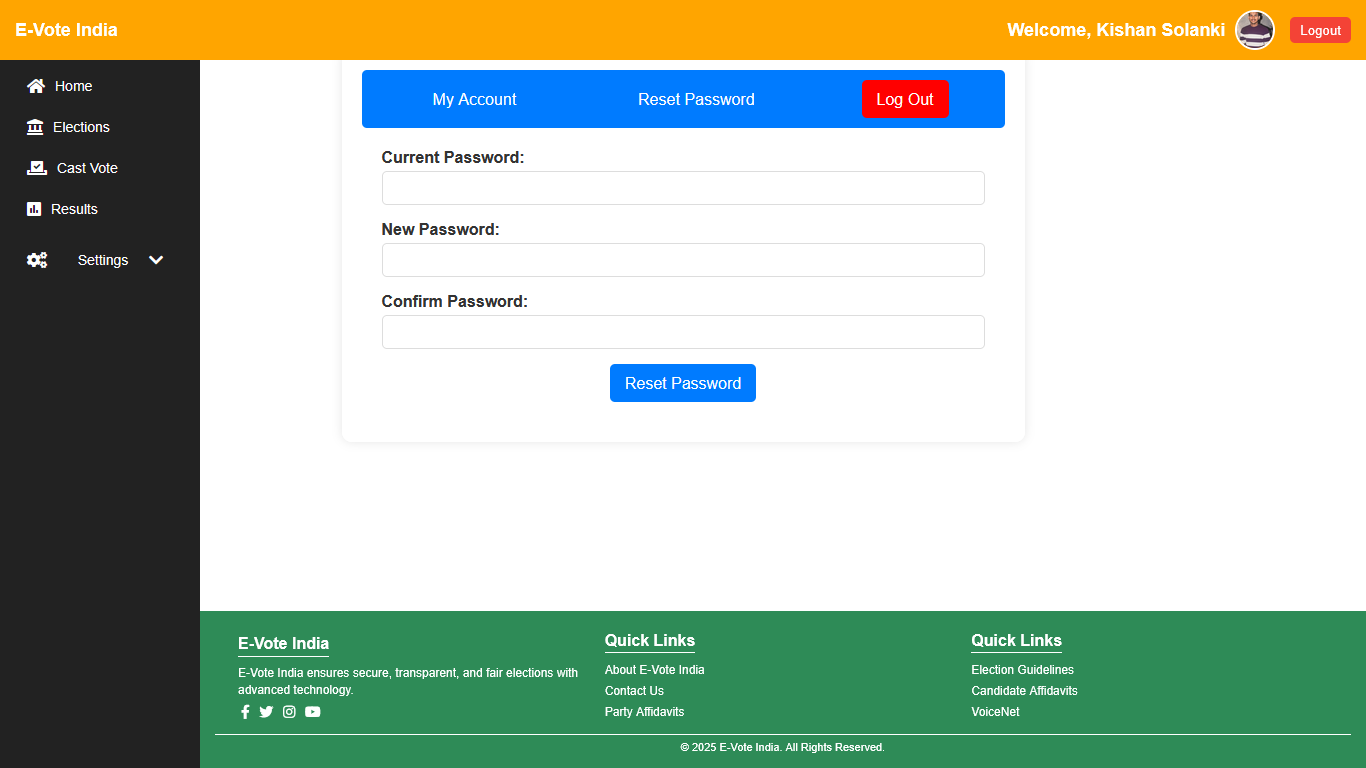 E-Vote India
Welcome, Kishan Solanki
Logout
Home
Elections
Cast Vote
Results
Settings
My Account
Reset Password
Log Out
Current Password:
New Password:
Confirm Password:
Reset Password
E-Vote India
E-Vote India ensures secure, transparent, and fair elections with
advanced technology.
Quick Links
About E-Vote India
Contact Us
Party Affidavits
Quick Links
Election Guidelines
Candidate Affidavits
VoiceNet
© 2025 E-Vote India. All Rights Reserved.